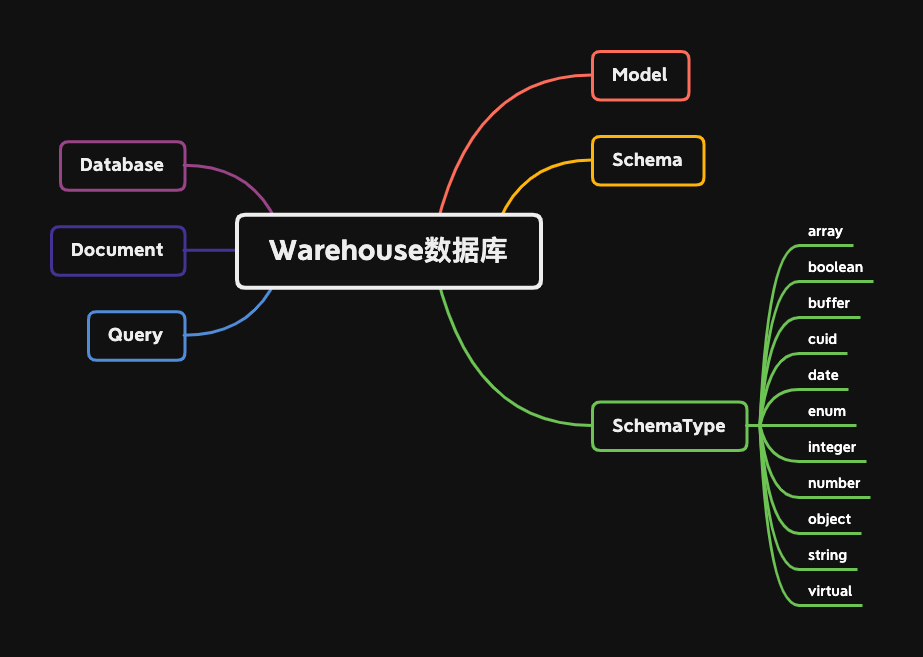 Warehouse数据库
Model
Schema
SchemaType
array
boolean
buffer
cuid
date
enum
integer
number
object
string
virtual
Database
Document
Query